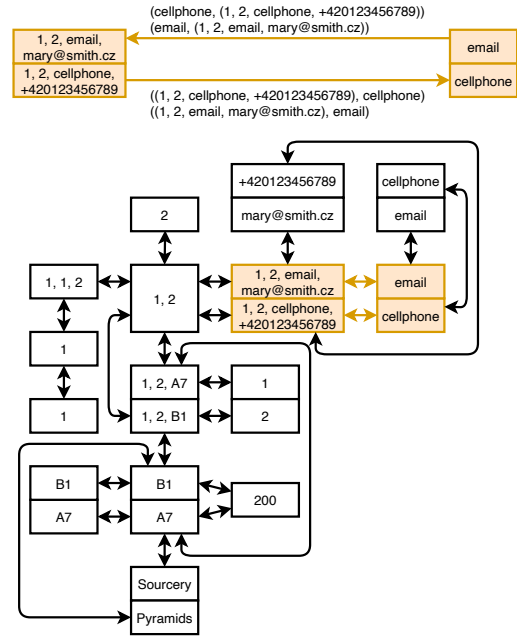 (cellphone, (1, 2, cellphone, +420123456789))
(email, (1, 2, email, mary@smith.cz))
1, 2, email,
mary@smith.cz
1, 2, cellphone,
+420123456789
email
cellphone
((1, 2, cellphone, +420123456789), cellphone)
((1, 2, email, mary@smith.cz), email)
+420123456789
mary@smith.cz
cellphone
email
2
1, 1, 2
1, 2
1, 2, email,
mary@smith.cz
1, 2, cellphone,
+420123456789
email
cellphone
1
1
1, 2, A7
1, 2, B1
1
2
B1
A7
B1
A7
200
Sourcery
Pyramids